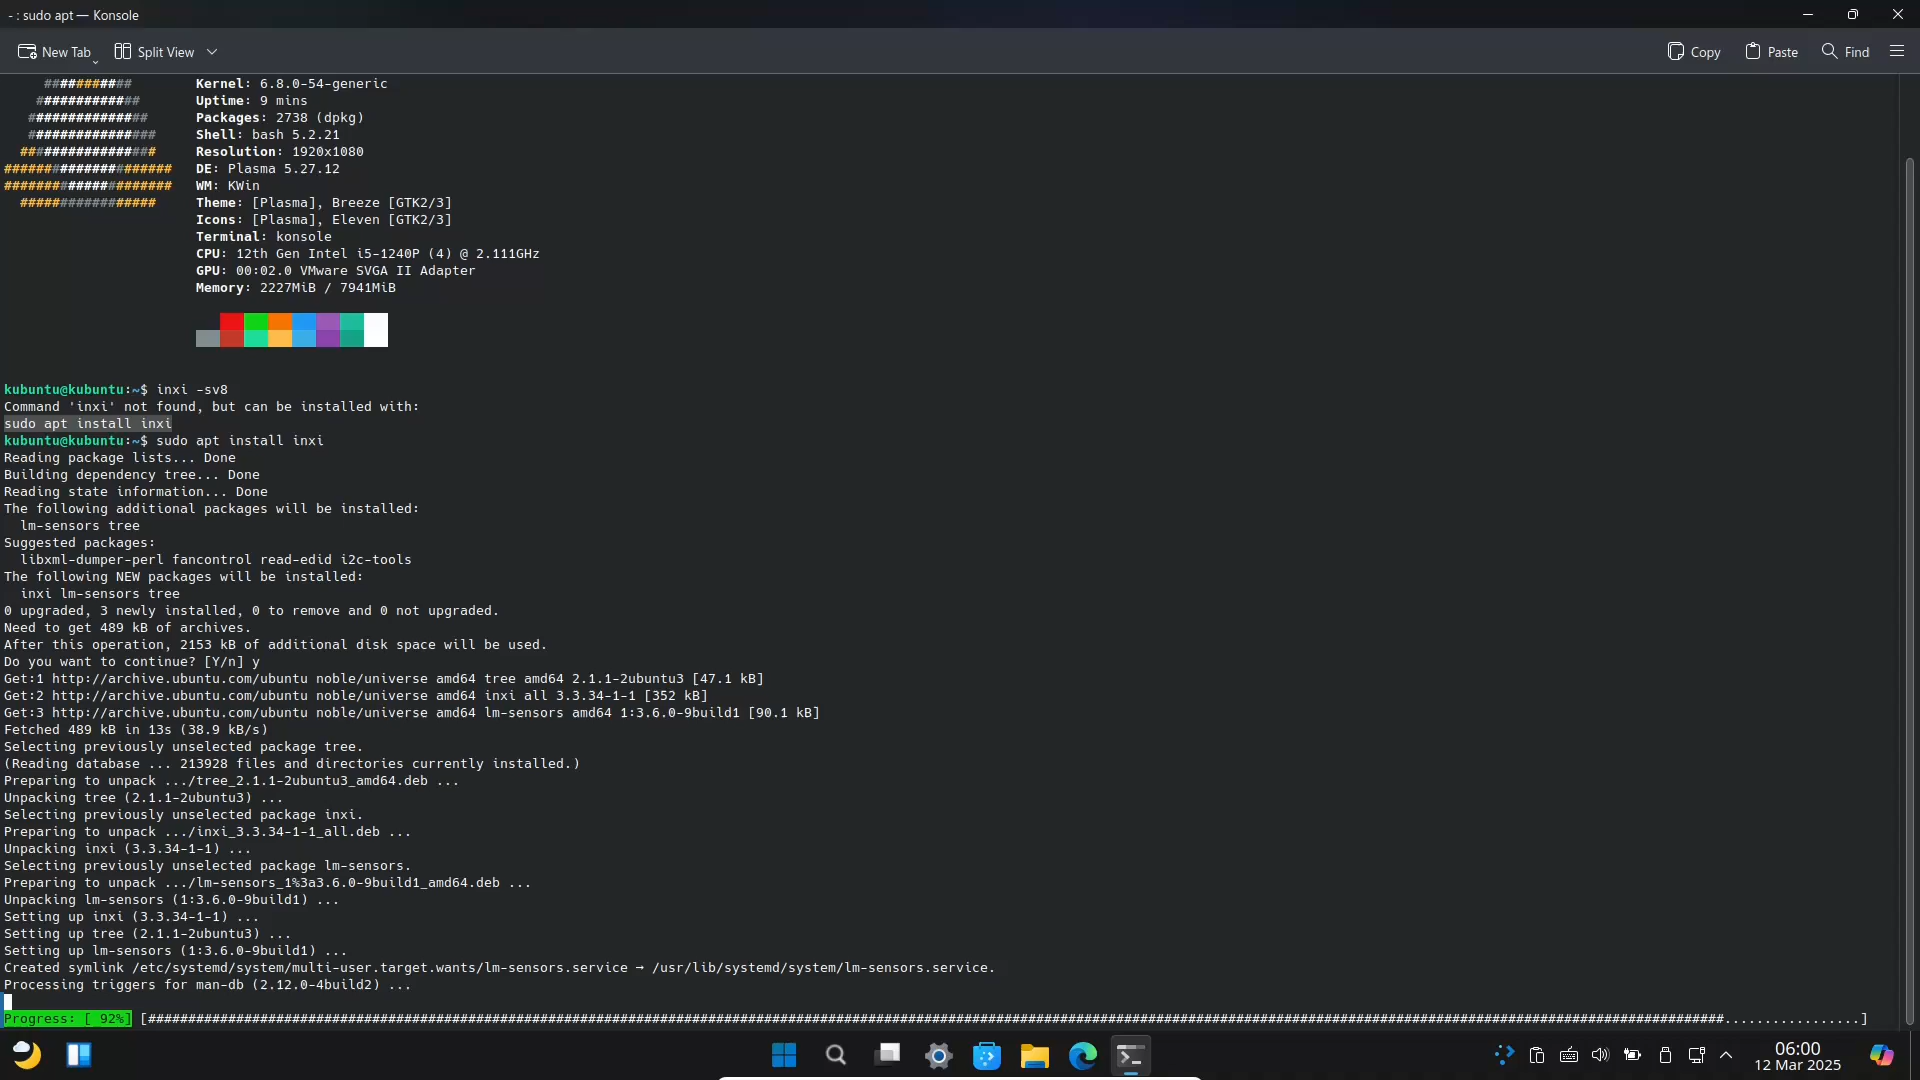 - : sudo apt — Konsole
New Tab
Split View
Copy
Paste
Find
########### Kernel: 6.8.0-54-generic
############# Uptime: 9 mins
############### Packages: 2738 (dpkg)
################ Shell: bash 5.2.21
################# Resolution: 1920x1080
##################### DE: Plasma 5.27.12
##################### WM: KWin
################# Theme: [Plasma], Breeze [GTK2/3]
Icons: [Plasma], Eleven [GTK2/3]
Terminal: konsole
CPU: 12th Gen Intel i5-1240P (4) @ 2.111GHz
GPU: 00:02.0 VMware SVGA II Adapter
Memory: 2227MiB / 7941MiB
kubuntu@kubuntu:~$ inxi -sv8
Command 'inxi' not found, but can be installed with:
sudo apt install inxi
kubuntu@kubuntu:~$ sudo apt install inxi
Reading package lists... Done
Building dependency tree... Done
Reading state information... Done
The following additional packages will be installed:
lm-sensors tree
Suggested packages:
libxml-dumper-perl fancontrol read-edid i2c-tools
The following NEW packages will be installed:
inxi lm-sensors tree
0 upgraded, 3 newly installed, 0 to remove and 0 not upgraded.
Need to get 489 kB of archives.
After this operation, 2153 kB of additional disk space will be used.
Do you want to continue? [Y/n] y
Get:1 http://archive.ubuntu.com/ubuntu noble/universe amd64 tree amd64 2.1.1-2ubuntu3 [47.1 kB]
Get:2 http://archive.ubuntu.com/ubuntu noble/universe amd64 inxi all 3.3.34-1-1 [352 kB]
Get:3 http://archive.ubuntu.com/ubuntu noble/universe amd64 lm-sensors amd64 1:3.6.0-9build1 [90.1 kB]
Fetched 489 kB in 13s (38.9 kB/s)
Selecting previously unselected package tree.
(Reading database ... 213928 files and directories currently installed.)
Preparing to unpack .../tree_2.1.1-2ubuntu3_amd64.deb ...
Unpacking tree (2.1.1-2ubuntu3) ...
Selecting previously unselected package inxi.
Preparing to unpack .../inxi_3.3.34-1-1_all.deb ...
Unpacking inxi (3.3.34-1-1) ...
Selecting previously unselected package lm-sensors.
Preparing to unpack .../lm-sensors_1%3a3.6.0-9build1_amd64.deb ...
Unpacking lm-sensors (1:3.6.0-9build1) ...
Setting up inxi (3.3.34-1-1) ...
Setting up tree (2.1.1-2ubuntu3) ...
Setting up lm-sensors (1:3.6.0-9build1) ...
Created symlink /etc/systemd/system/multi-user.target.wants/lm-sensors.service → /usr/lib/systemd/system/lm-sensors.service.
Processing triggers for man-db (2.12.0-4build2) ...
Progress: [ 92%]
06:00
12 Mar 2025